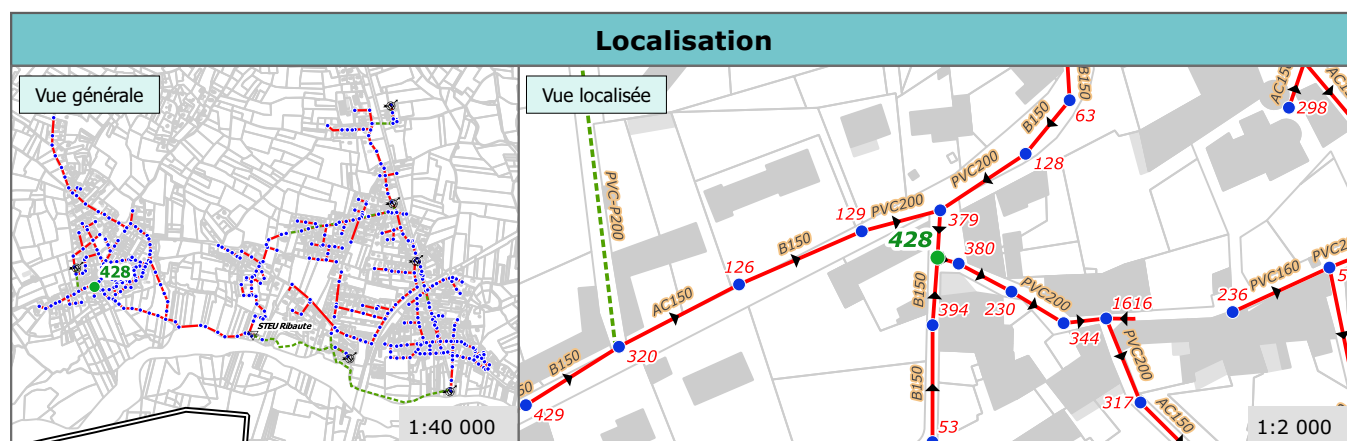 Localisation
Vue générale
428
STEU Ribaute
1:40 000
Vue localisée
PVC-P200
B150
63
B150
128
PVC200
AC150
298
129
PVC200
379
428
380
B150
126
AC150
B150
320
429
B150
394
230
PVC200
344
1616
PVC200
317
AC150
236
PVC160
B150
53
1:2 000